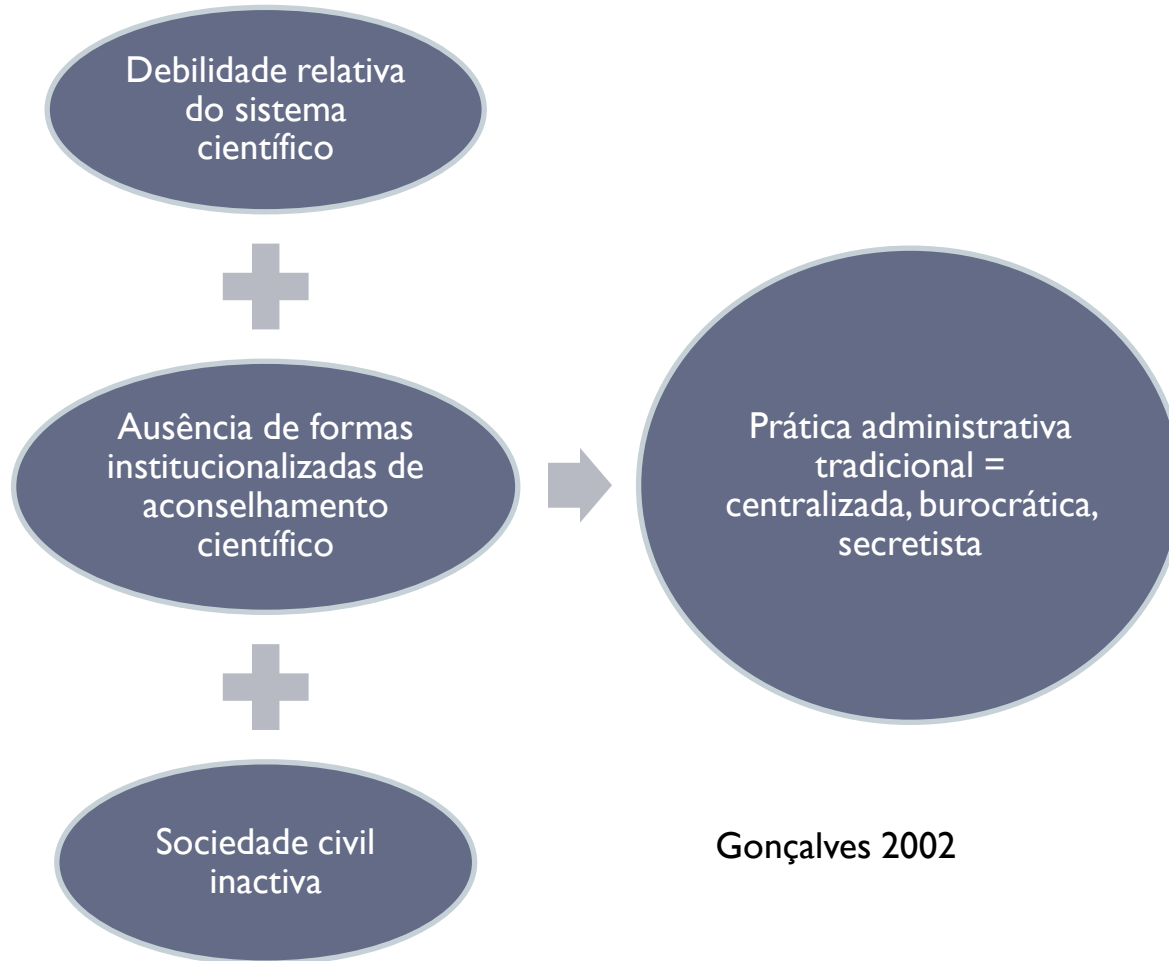 Debilidade relativa
do sistema
científico
Ausência de formas
institucionalizadas de
aconselhamento
científico
Sociedade civil
inactiva
Prática administrativa
tradicional =
centralizada, burocrática,
secretista
Gonçalves 2002